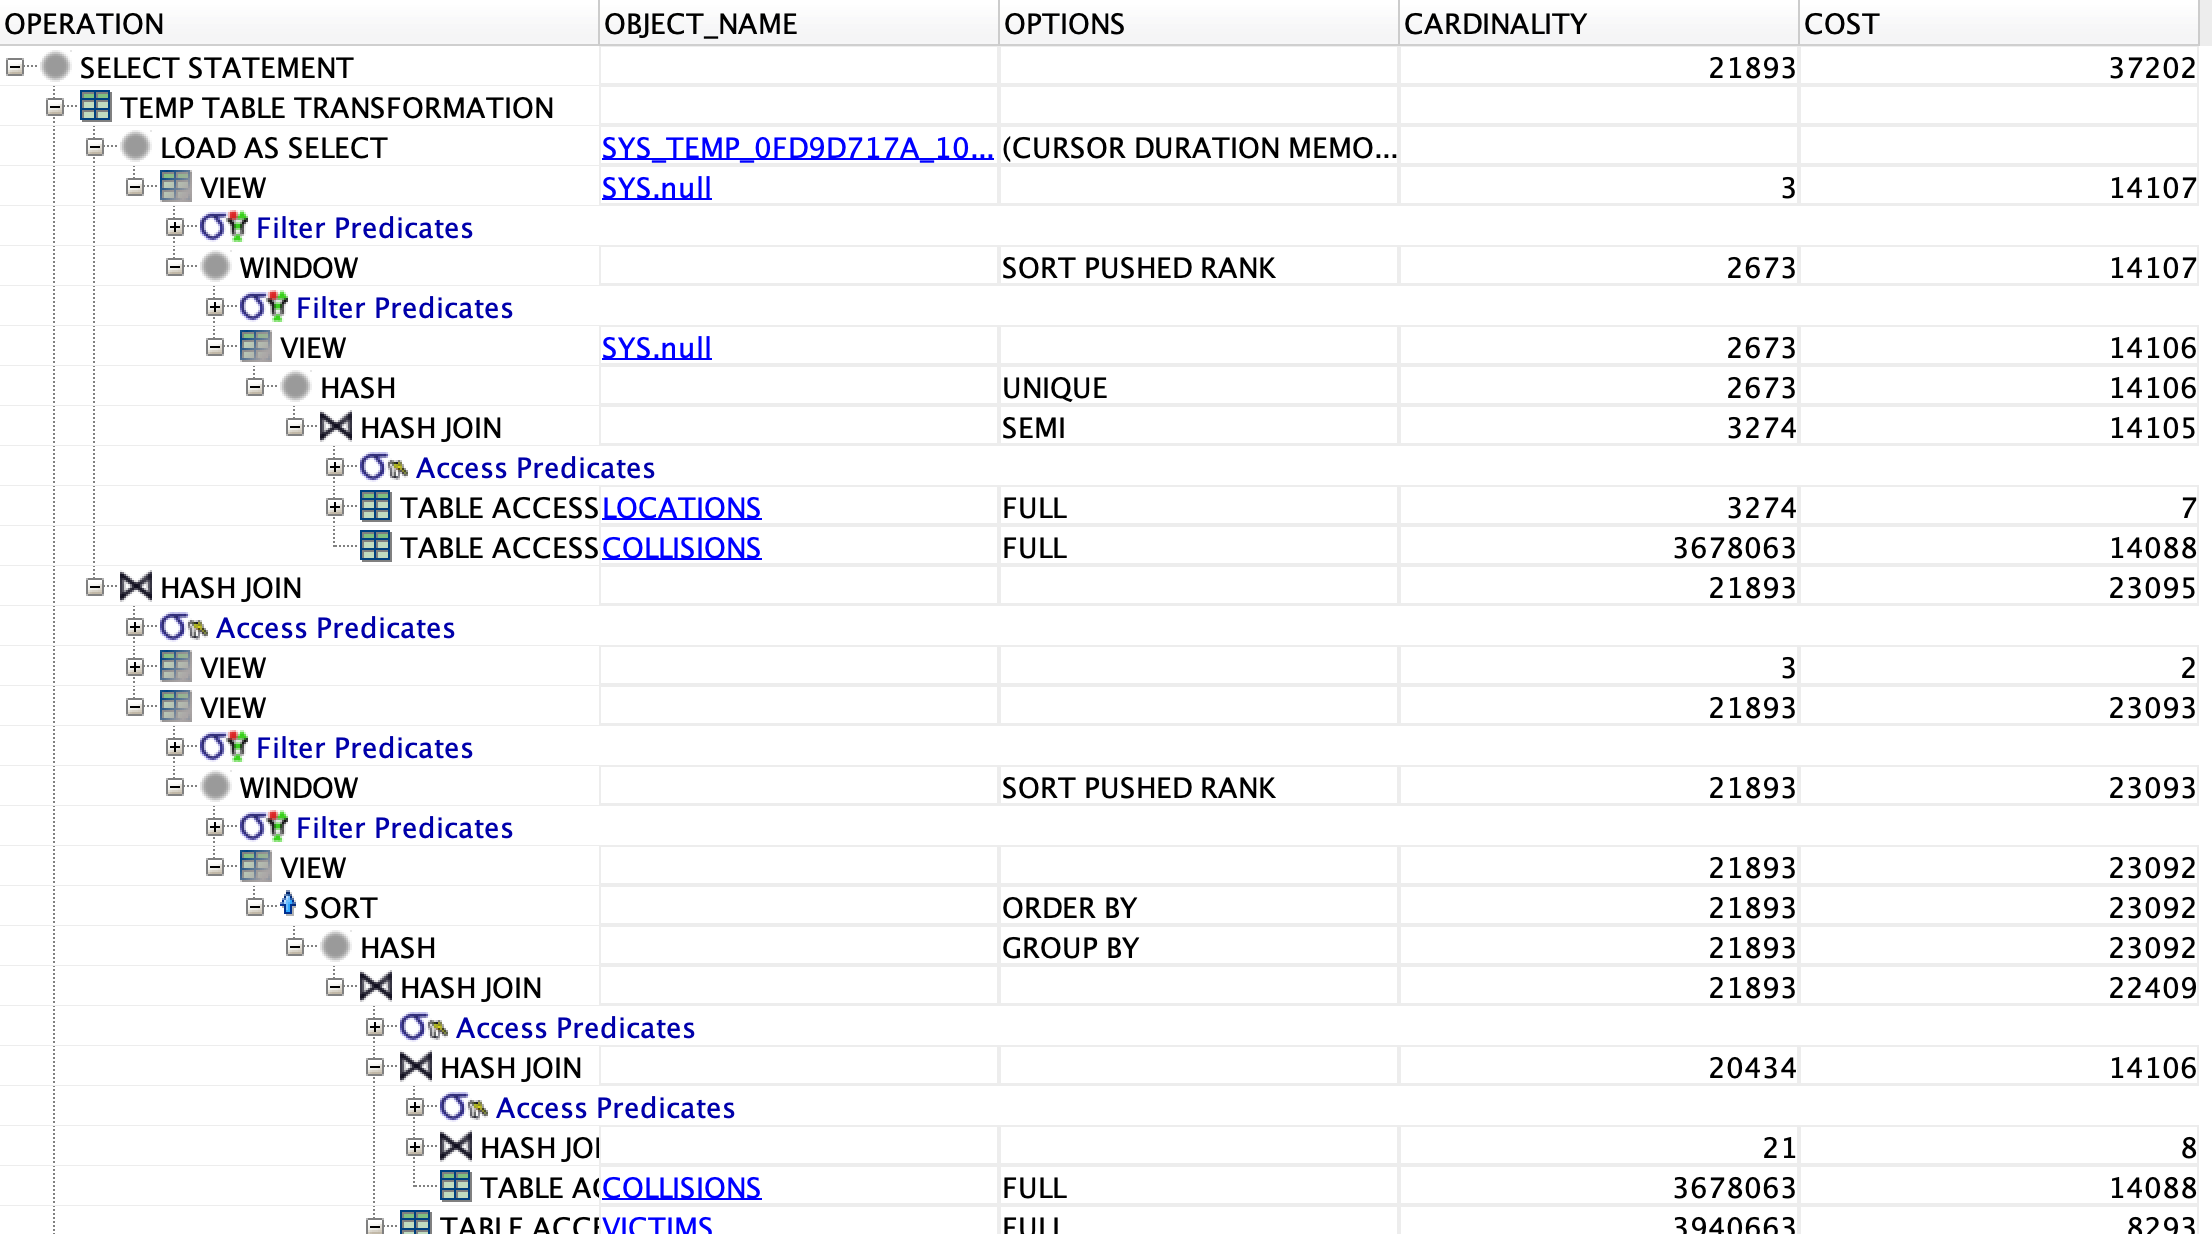 OPERATION OBJECT_NAME OPTIONS CARDINALITY COST
SELECT STATEMENT 21893 37202
TEMP TABLE TRANSFORMATION
LOAD AS SELECT SYS_TEMP_0FD9D717A_10... (CURSOR DURATION MEMO...
VIEW SYS.null 3 14107
Filter Predicates
WINDOW SORT PUSHED RANK 2673 14107
Filter Predicates
VIEW SYS.null 2673 14106
HASH UNIQUE 2673 14106
HASH JOIN SEMI 3274 14105
Access Predicates
TABLE ACCESS LOCATIONS FULL 3274 7
TABLE ACCESS COLLISIONS FULL 3678063 14088
HASH JOIN 21893 23095
Access Predicates
VIEW 3 2
VIEW 21893 23093
Filter Predicates
WINDOW SORT PUSHED RANK 21893 23093
Filter Predicates
VIEW 21893 23092
SORT ORDER BY 21893 23092
HASH GROUP BY 21893 23092
HASH JOIN 21893 22409
Access Predicates
HASH JOIN 20434 14106
Access Predicates
HASH JOI 21 8
TABLE AC COLLISIONS FULL 3678063 14088
TABLE ACCE VICTIMS FULL 3940663 8293